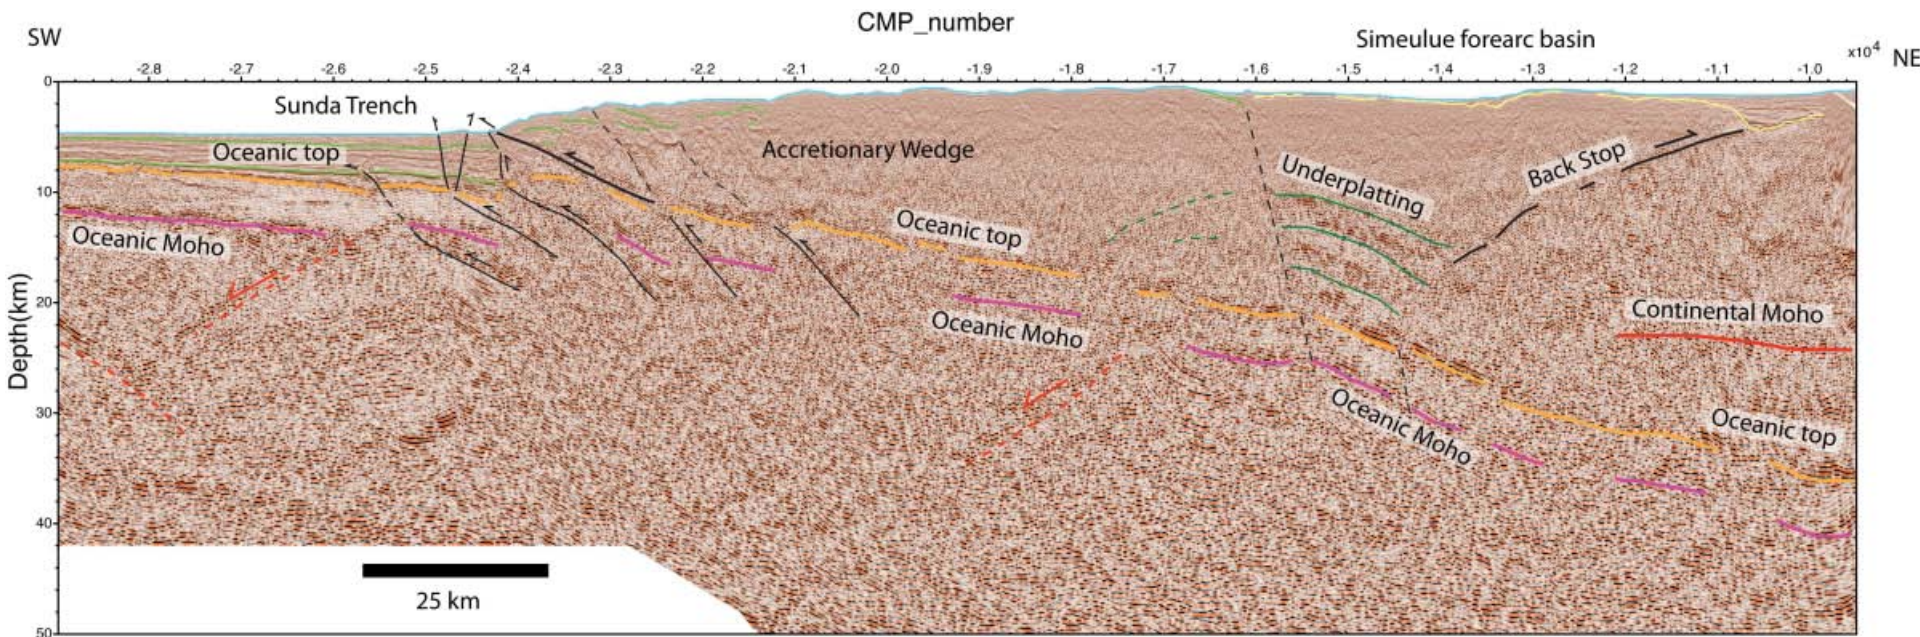 CMP_number
SW
Simeulue forearc basin
x10⁴
NE
-2.8 -2.7 -2.6 -2.5 -2.4 -2.3 -2.2 -2.1 -2.0 -1.9 -1.8 -1.7 -1.6 -1.5 -1.4 -1.3 -1.2 -1.1 -1.0
0
Sunda Trench
1
Oceanic top
Accretionary Wedge
Back Stop
Underplatting
10
Oceanic Moho
Oceanic top
Depth(km)
20
Oceanic Moho
Continental Moho
30
Oceanic Moho
Oceanic top
40
25 km
50